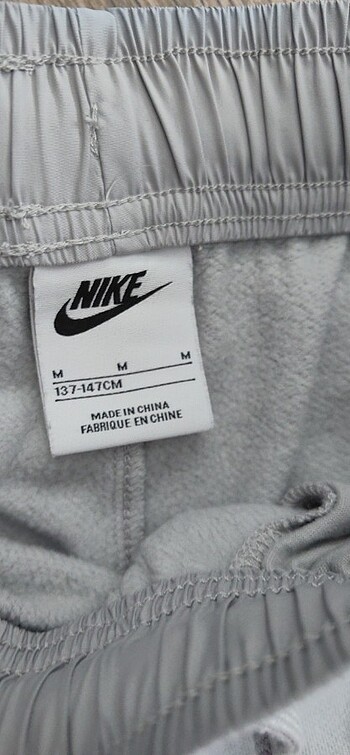 NIKE
M M M
137-147CM
MADE IN CHINA
FABRIQUE EN CHINE